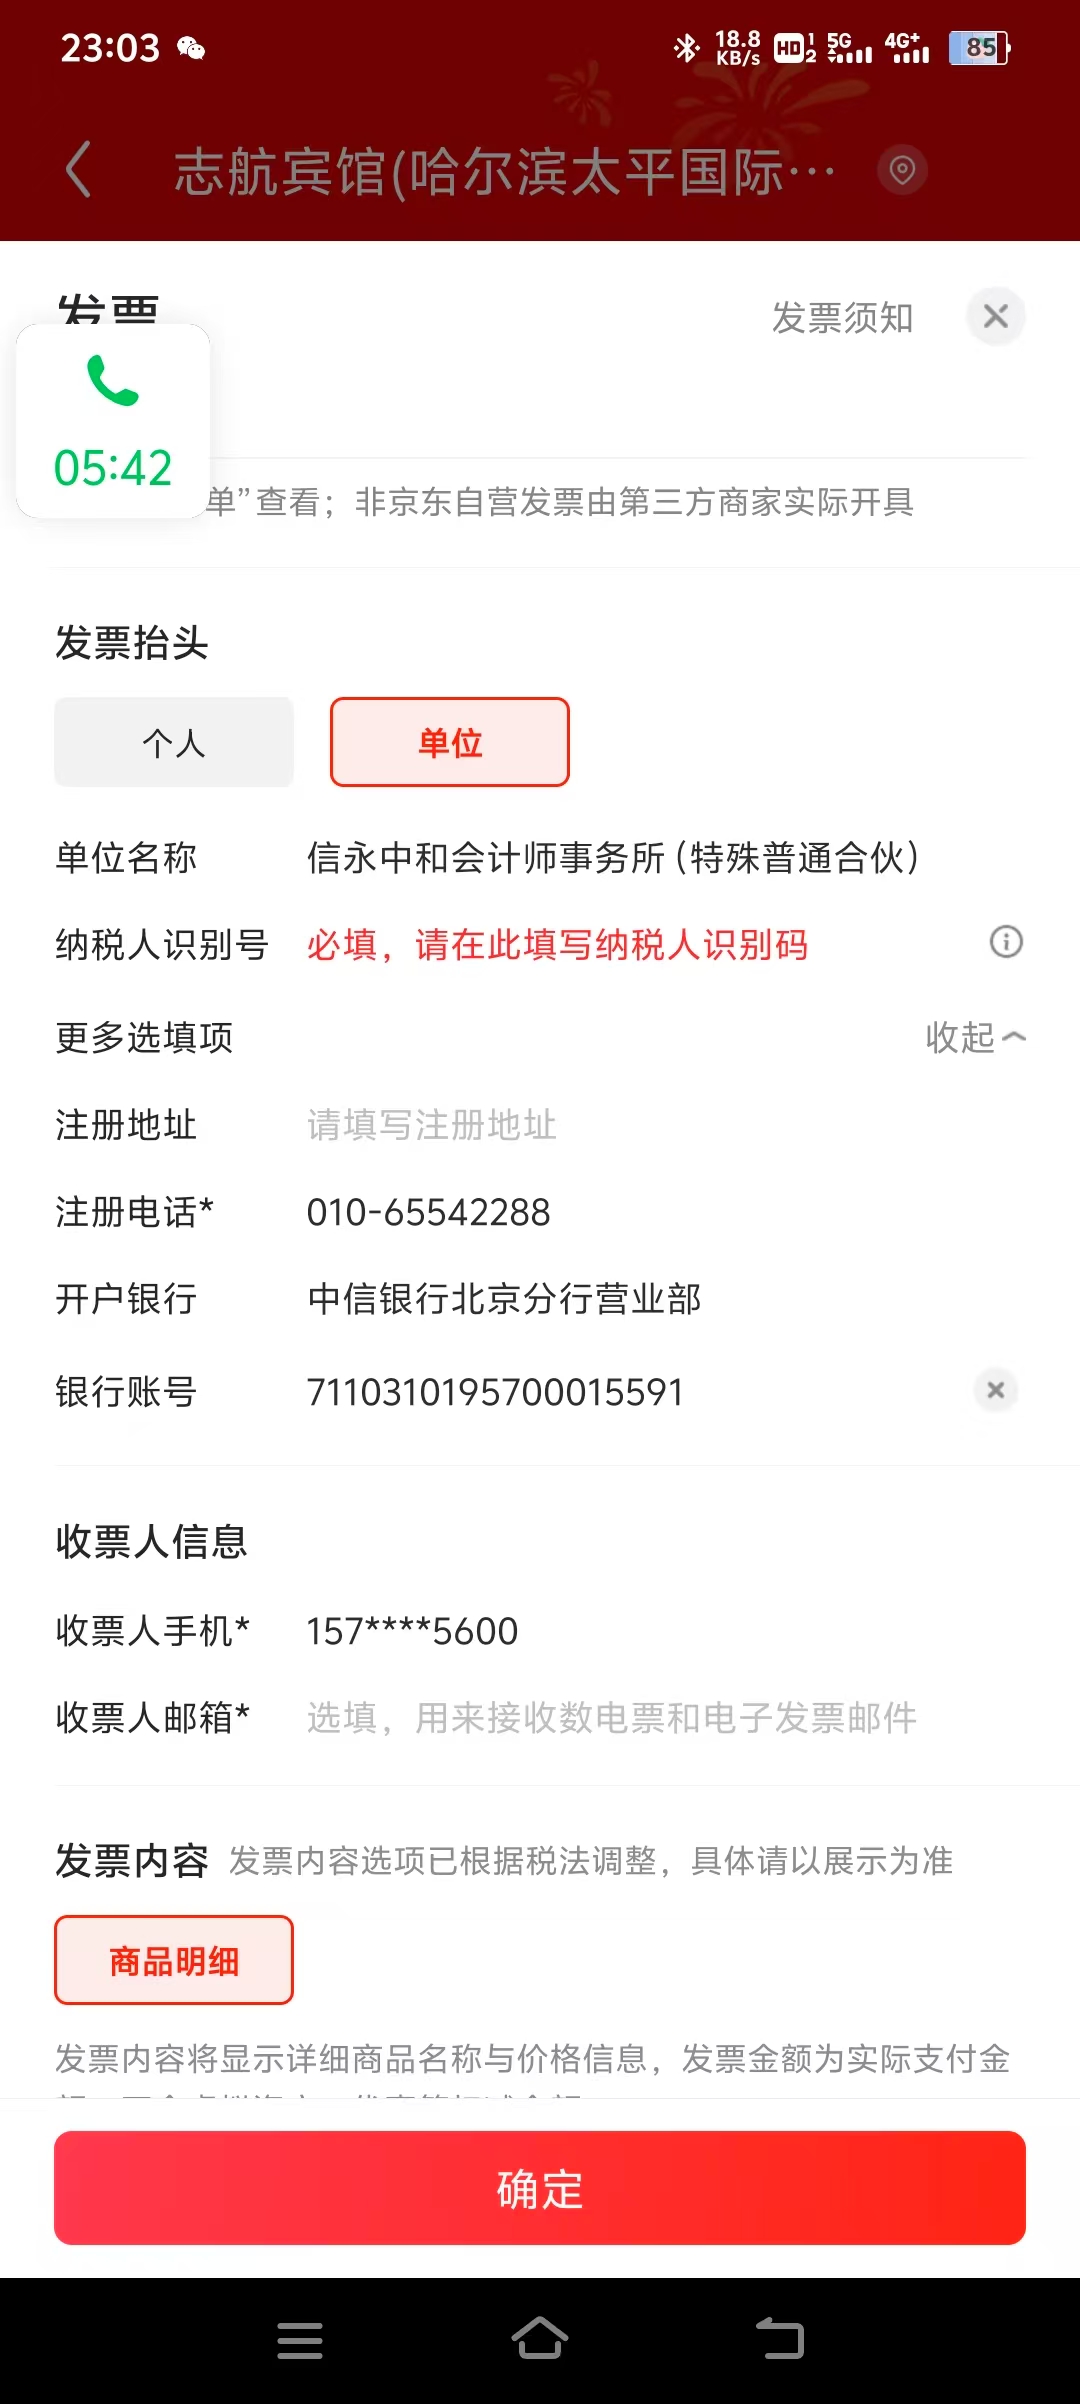 23:03
18.8 KB/s HD 1 2 5G 4G+ 85
志航宾馆(哈尔滨太平国际···
发票
发票须知
05:42
单”查看；非京东自营发票由第三方商家实际开具
发票抬头
个人
单位
单位名称 信永中和会计师事务所(特殊普通合伙)
纳税人识别号 必填，请在此填写纳税人识别码
更多选填项 收起
注册地址 请填写注册地址
注册电话* 010-65542288
开户银行 中信银行北京分行营业部
银行账号 7110310195700015591
收票人信息
收票人手机* 157****5600
收票人邮箱* 选填，用来接收数电票和电子发票邮件
发票内容 发票内容选项已根据税法调整，具体请以展示为准
商品明细
发票内容将显示详细商品名称与价格信息，发票金额为实际支付金
确定